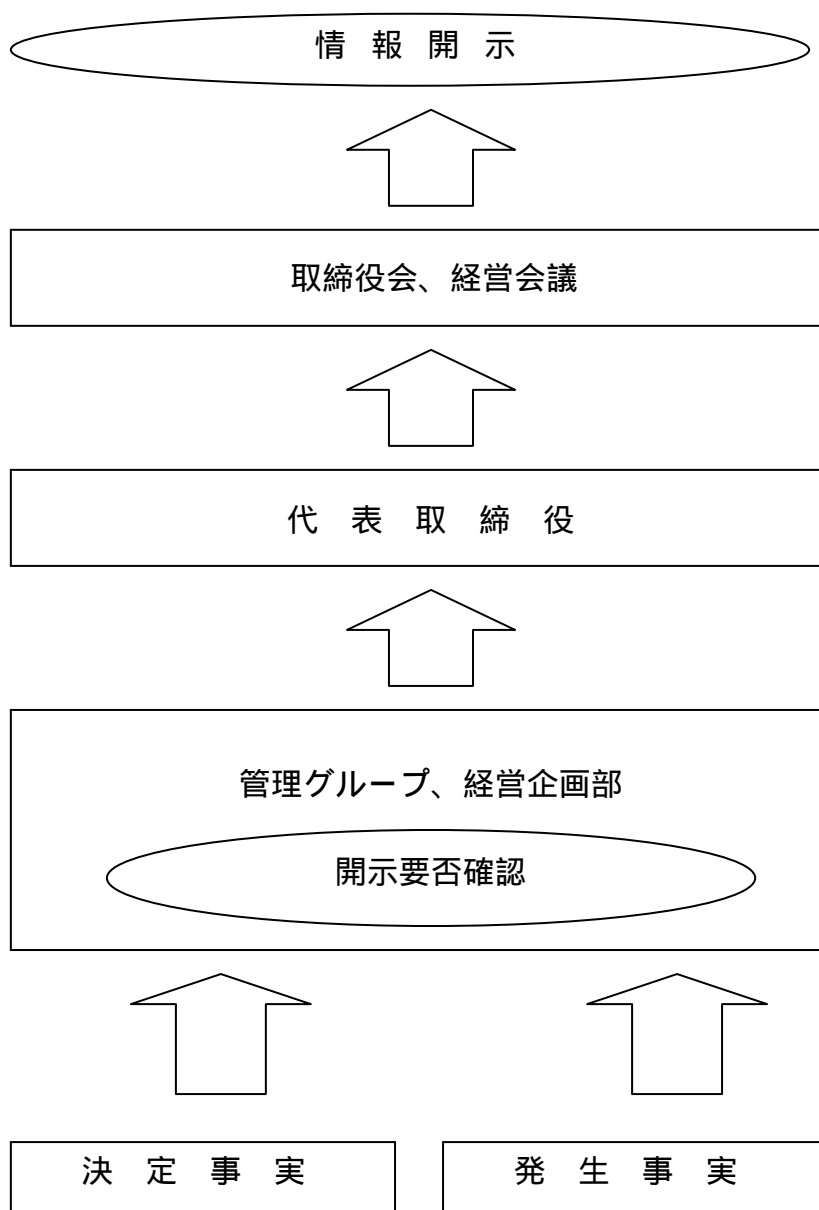 情 報 開 示
取締役会、経営会議
代 表 取 締 役
管理グループ、経営企画部
開示要否確認
決 定 事 実
発 生 事 実